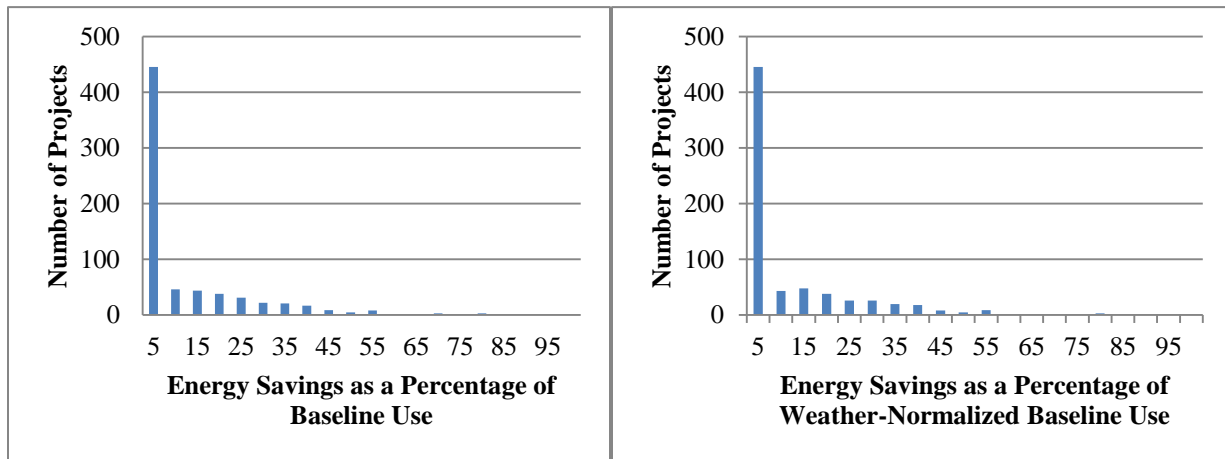 500
400
300
200
100
0
Number of Projects
5 15 25 35 45 55 65 75 85 95
Energy Savings as a Percentage of
Baseline Use
500
400
300
200
100
0
Number of Projects
5 15 25 35 45 55 65 75 85 95
Energy Savings as a Percentage of
Weather-Normalized Baseline Use